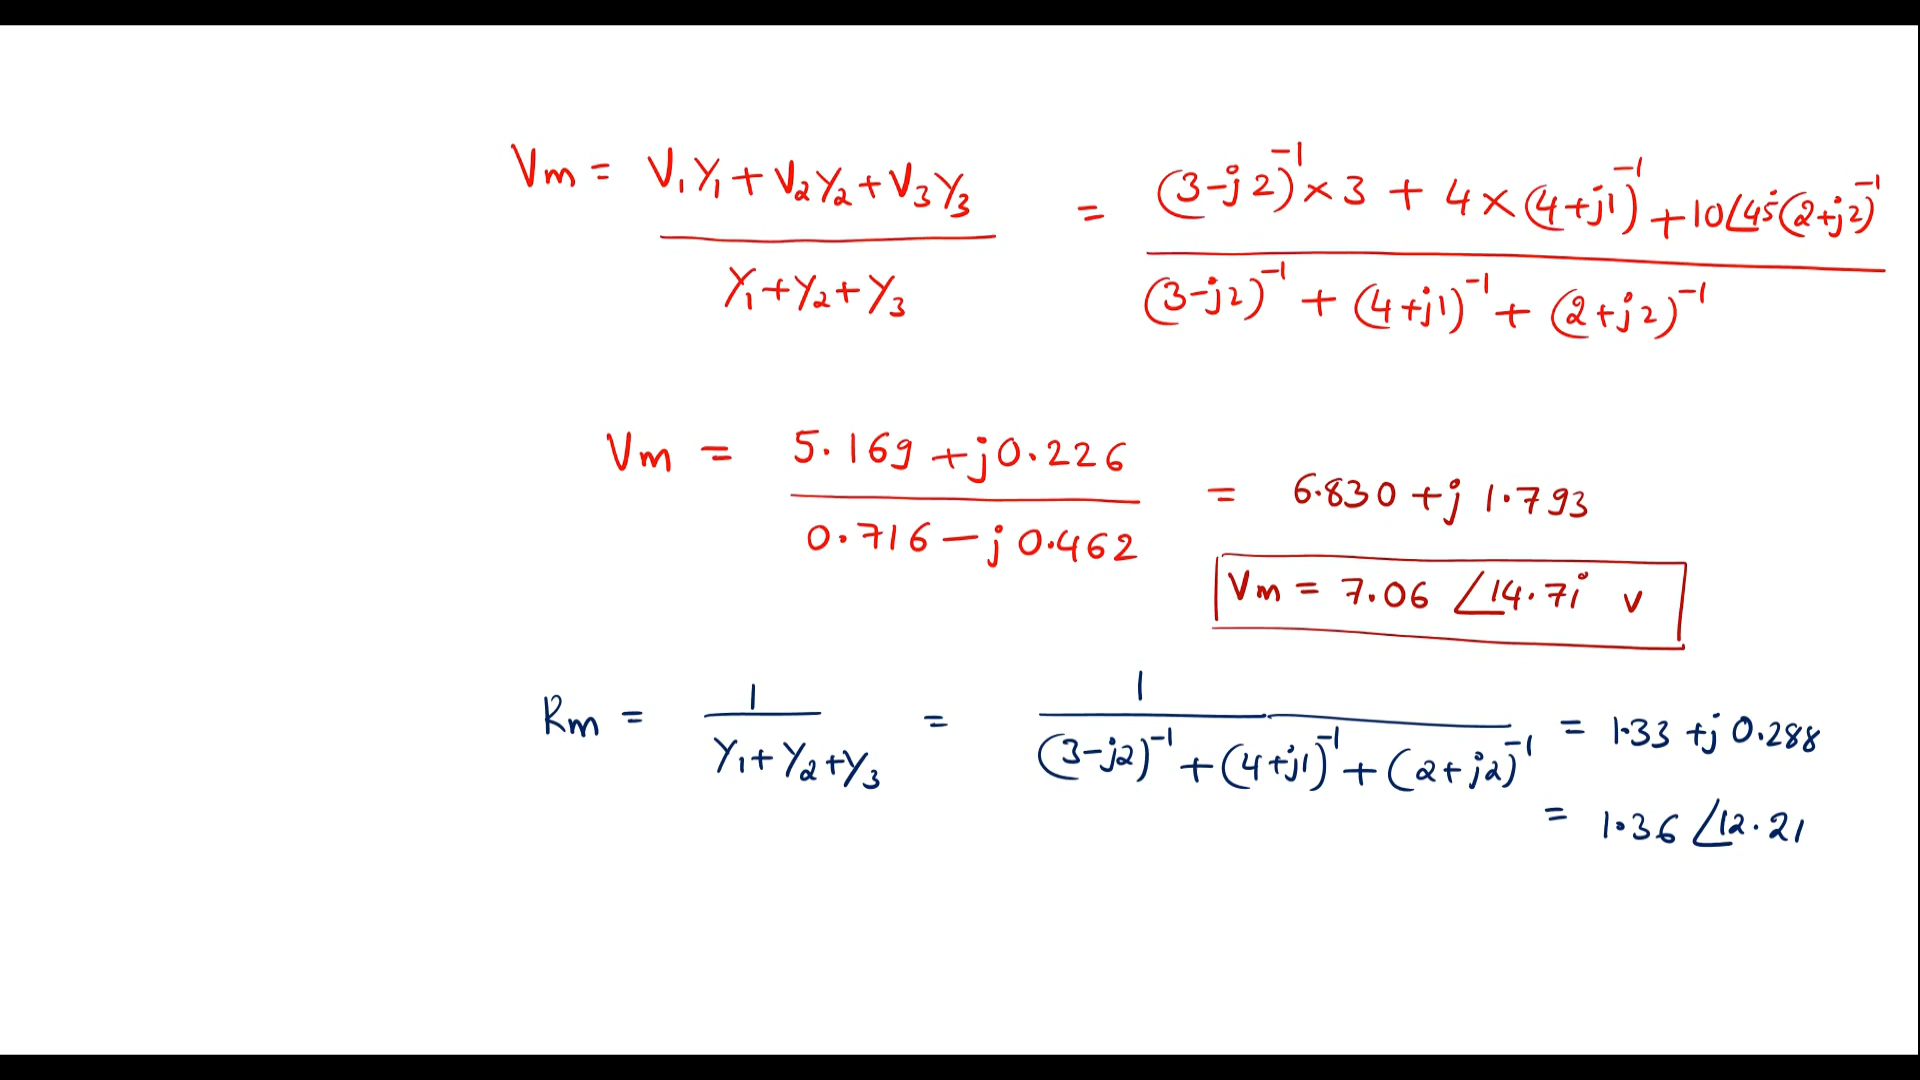 Vm = V₁Y₁ + V₂Y₂ + V₃Y₃ / Y₁ + Y₂ + Y₃ = (3-j2)⁻¹ × 3 + 4 × (4+j1)⁻¹ + 10∠45°(2+j2)⁻¹ / (3-j2)⁻¹ + (4+j1)⁻¹ + (2+j2)⁻¹
Vm = 5.169 + j0.226 / 0.716 - j0.462 = 6.830 + j 1.793
Vm = 7.06 ∠14.71° v
Rm = 1 / Y₁ + Y₂ + Y₃ = 1 / (3-j2)⁻¹ + (4+j1)⁻¹ + (2+j2)⁻¹ = 1.33 + j 0.288
= 1.36 ∠12.21